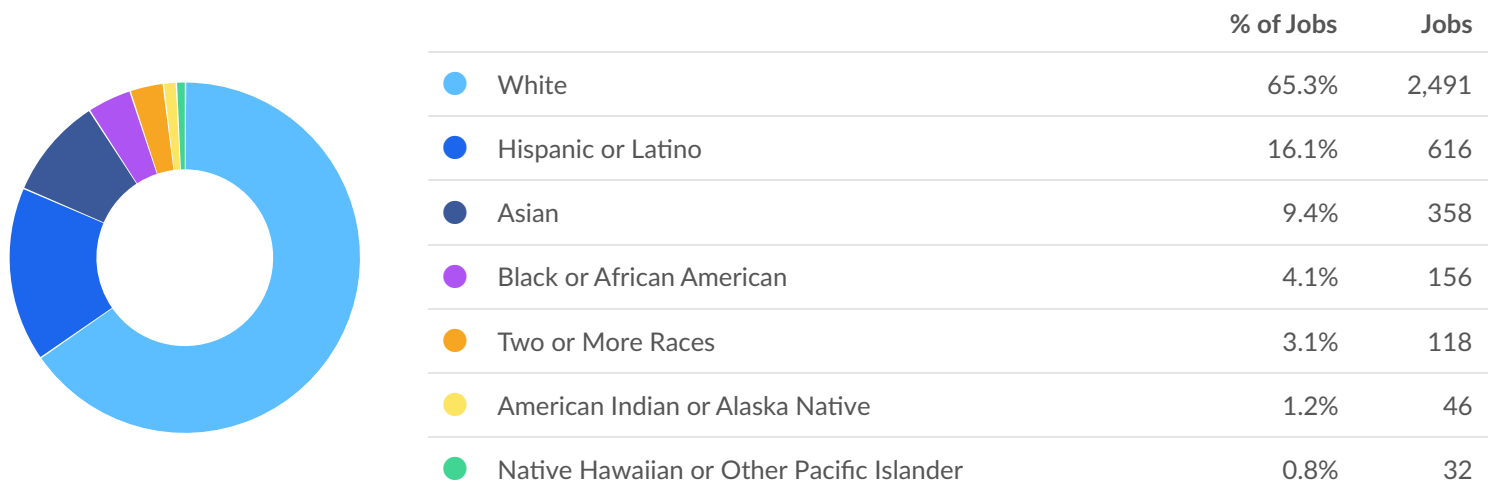 % of Jobs Jobs
White 65.3% 2,491
Hispanic or Latino 16.1% 616
Asian 9.4% 358
Black or African American 4.1% 156
Two or More Races 3.1% 118
American Indian or Alaska Native 1.2% 46
Native Hawaiian or Other Pacific Islander 0.8% 32